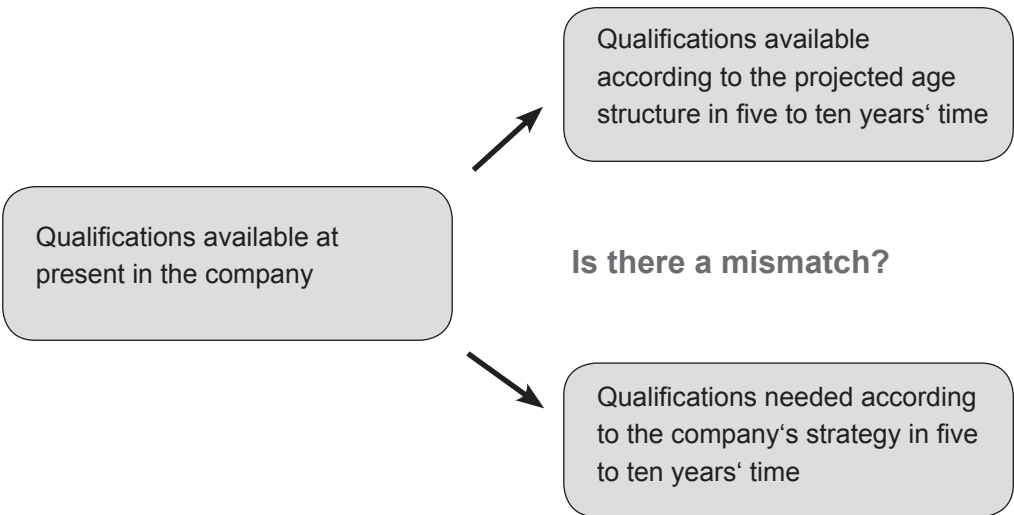 Qualifications available
according to the projected age
structure in five to ten years‘ time
Qualifications available at
present in the company
Is there a mismatch?
Qualifications needed according
to the company‘s strategy in five
to ten years‘ time